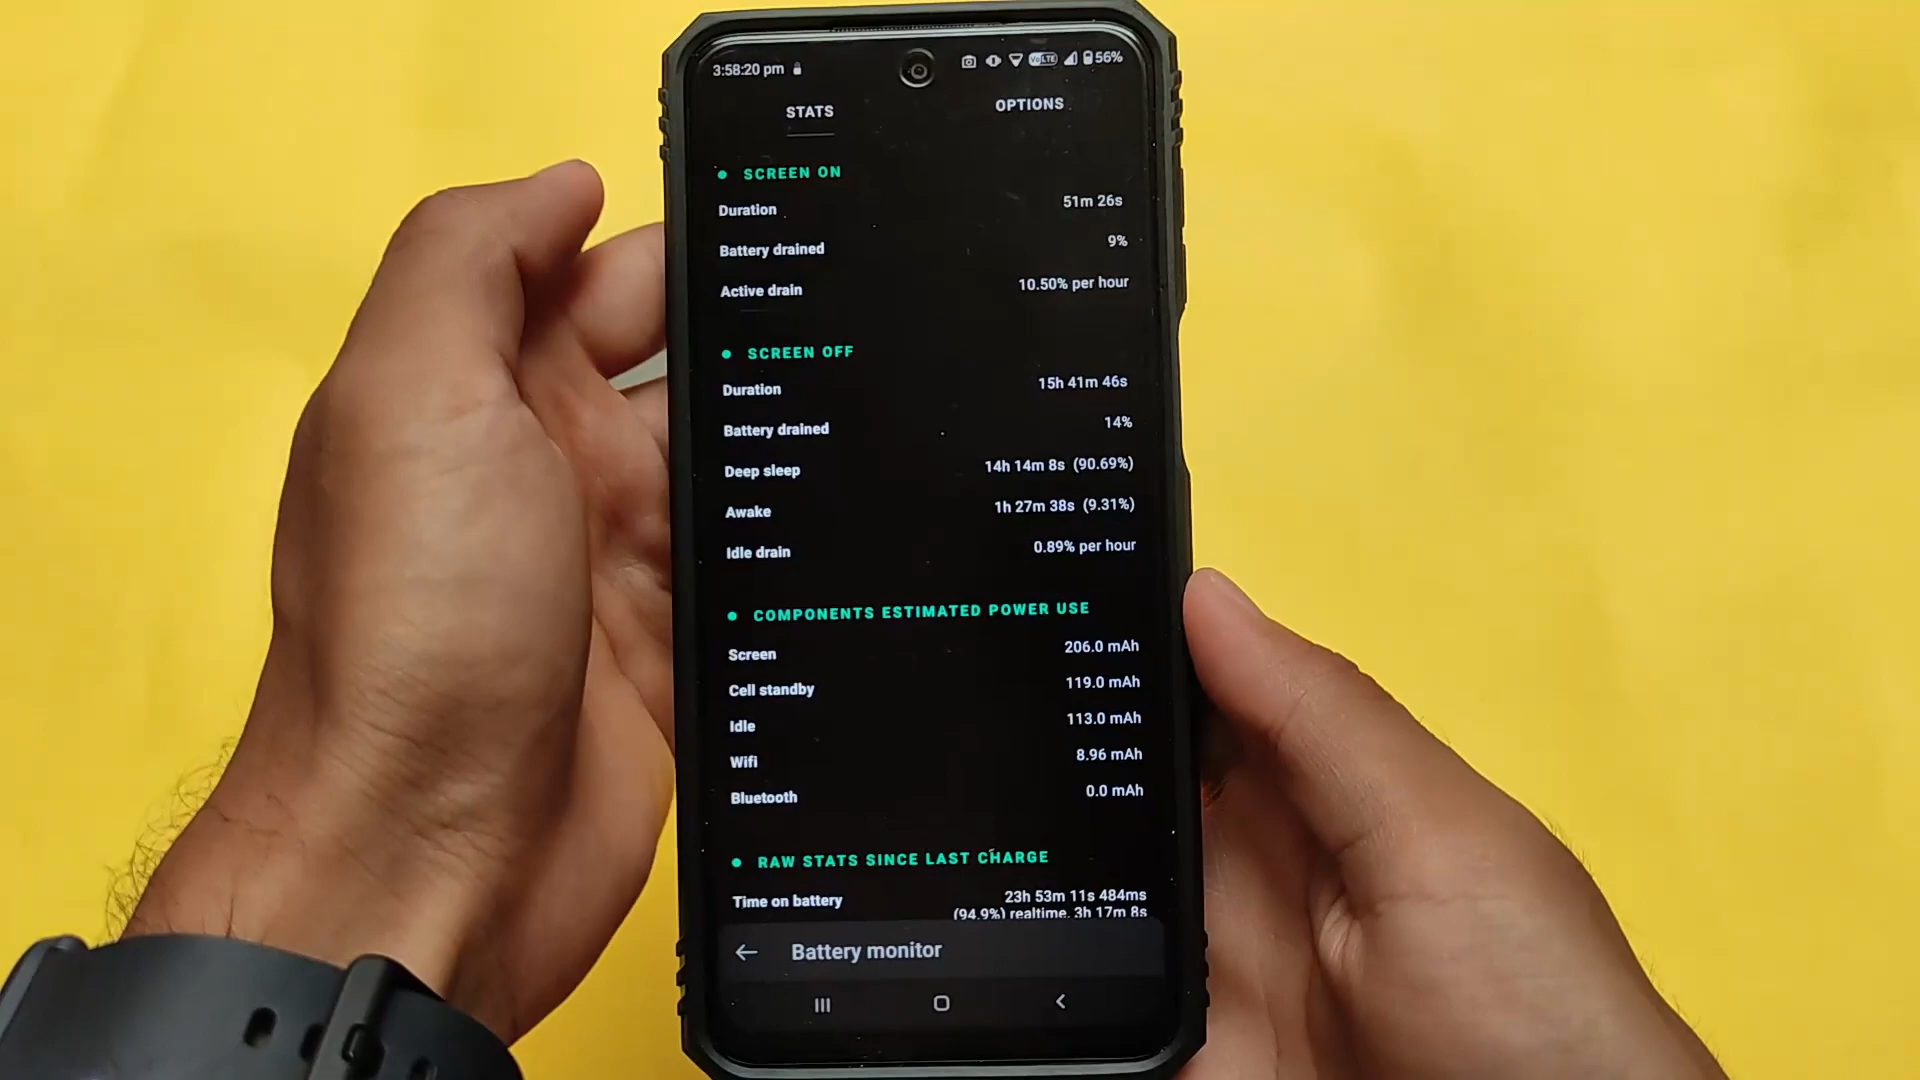 3:58:20 pm VoLTE 56%
STATS OPTIONS
SCREEN ON
Duration 51m 26s
Battery drained 9%
Active drain 10.50% per hour
SCREEN OFF
Duration 15h 41m 46s
Battery drained 14%
Deep sleep 14h 14m 8s (90.69%)
Awake 1h 27m 38s (9.31%)
Idle drain 0.89% per hour
COMPONENTS ESTIMATED POWER USE
Screen 206.0 mAh
Cell standby 119.0 mAh
Idle 113.0 mAh
Wifi 8.96 mAh
Bluetooth 0.0 mAh
RAW STATS SINCE LAST CHARGE
Time on battery 23h 53m 11s 484ms
(94.9%) realtime, 3h 17m 8s
Battery monitor